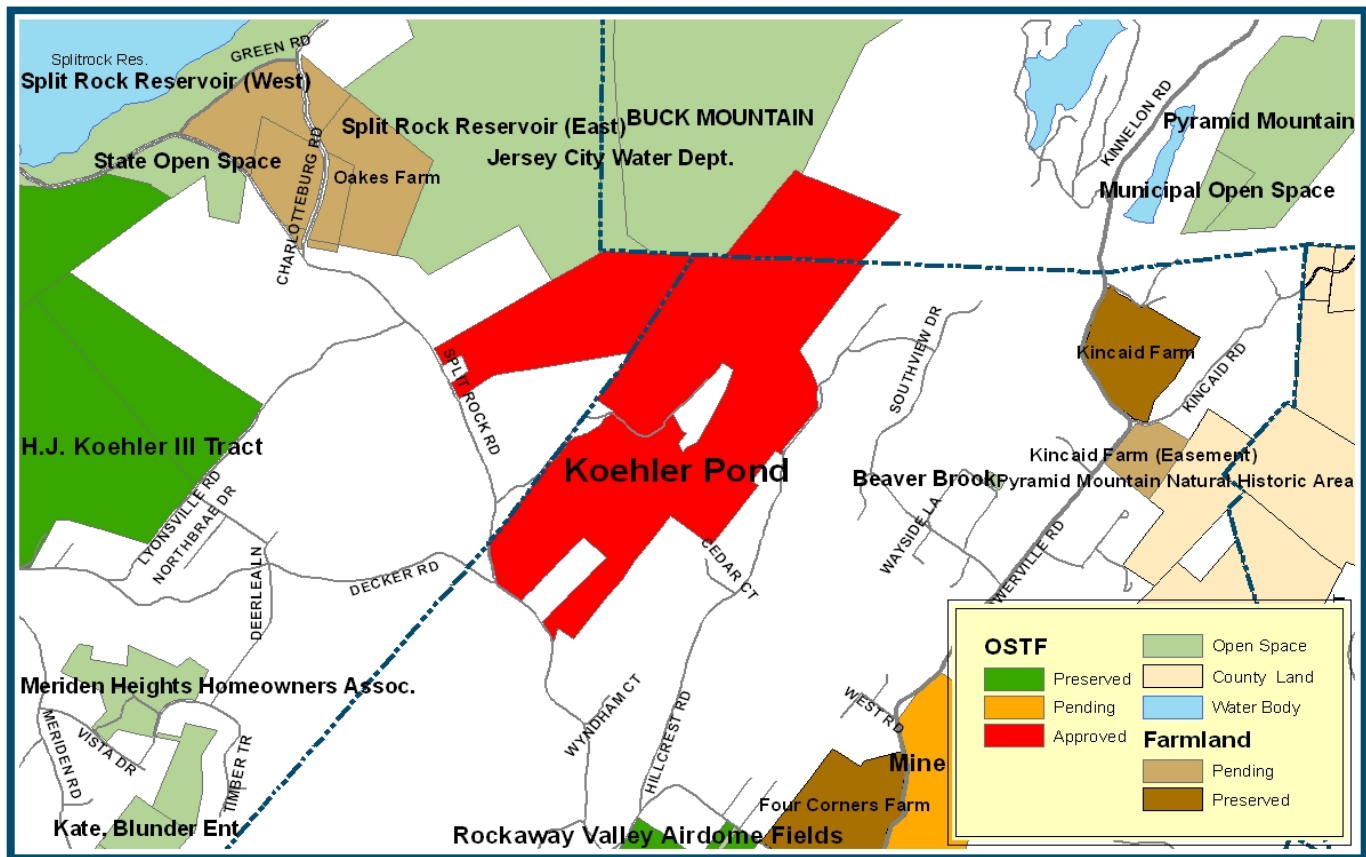 GREEN RD
Splitrock Res.
Split Rock Reservoir (West)
BUCK MOUNTAIN
Split Rock Reservoir (East)
Jersey City Water Dept.
State Open Space
Oakes Farm
CHARLOTTEBURG RD
KINNELON RD
Pyramid Mountain
Municipal Open Space
SPLIT ROCK RD
SOUTHVIEW DR
Kincaid Farm
KINCAID RD
H.J. Koehler III Tract
Koehler Pond
Beaver Brook
Kincaid Farm (Easement)
Pyramid Mountain Natural Historic Area
LYONSVILLE RD
NORTHBRAE DR
DEERLEA LN
DECKER RD
CEDAR CT
WAYSIDE LA
WERVILLE RD
Meriden Heights Homeowners Assoc.
MERIDEN RD
VISTA DR
TIMBER TR
Kate, Blunder Ent
WYNDHAM CT
HILLCREST RD
WEST RD
Mine
Four Corners Farm
Rockaway Valley Airdome Fields
T
OSTF
Preserved
Pending
Approved
Open Space
County Land
Water Body
Farmland
Pending
Preserved